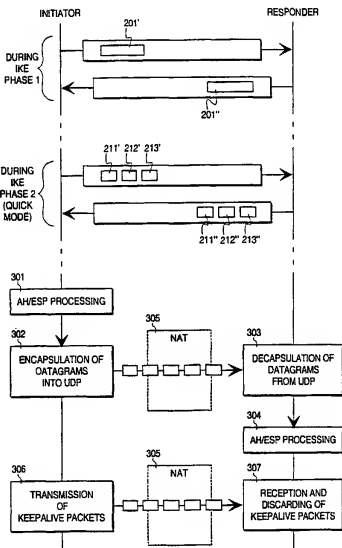 INITIATOR
RESPONDER
201'
DURING
IKE
PHASE 1
201''
211' 212' 213'
DURING
IKE
PHASE 2
(QUICK
MODE)
211'' 212'' 213''
301
AH/ESP PROCESSING
302
ENCAPSULATION OF
DATAGRAMS
INTO UDP
305
NAT
303
DECAPSULATION OF
DATAGRAMS
FROM UDP
304
AH/ESP PROCESSING
306
TRANSMISSION
OF
KEEPALIVE PACKETS
305
NAT
307
RECEPTION AND
DISCARDING OF
KEEPALIVE PACKETS